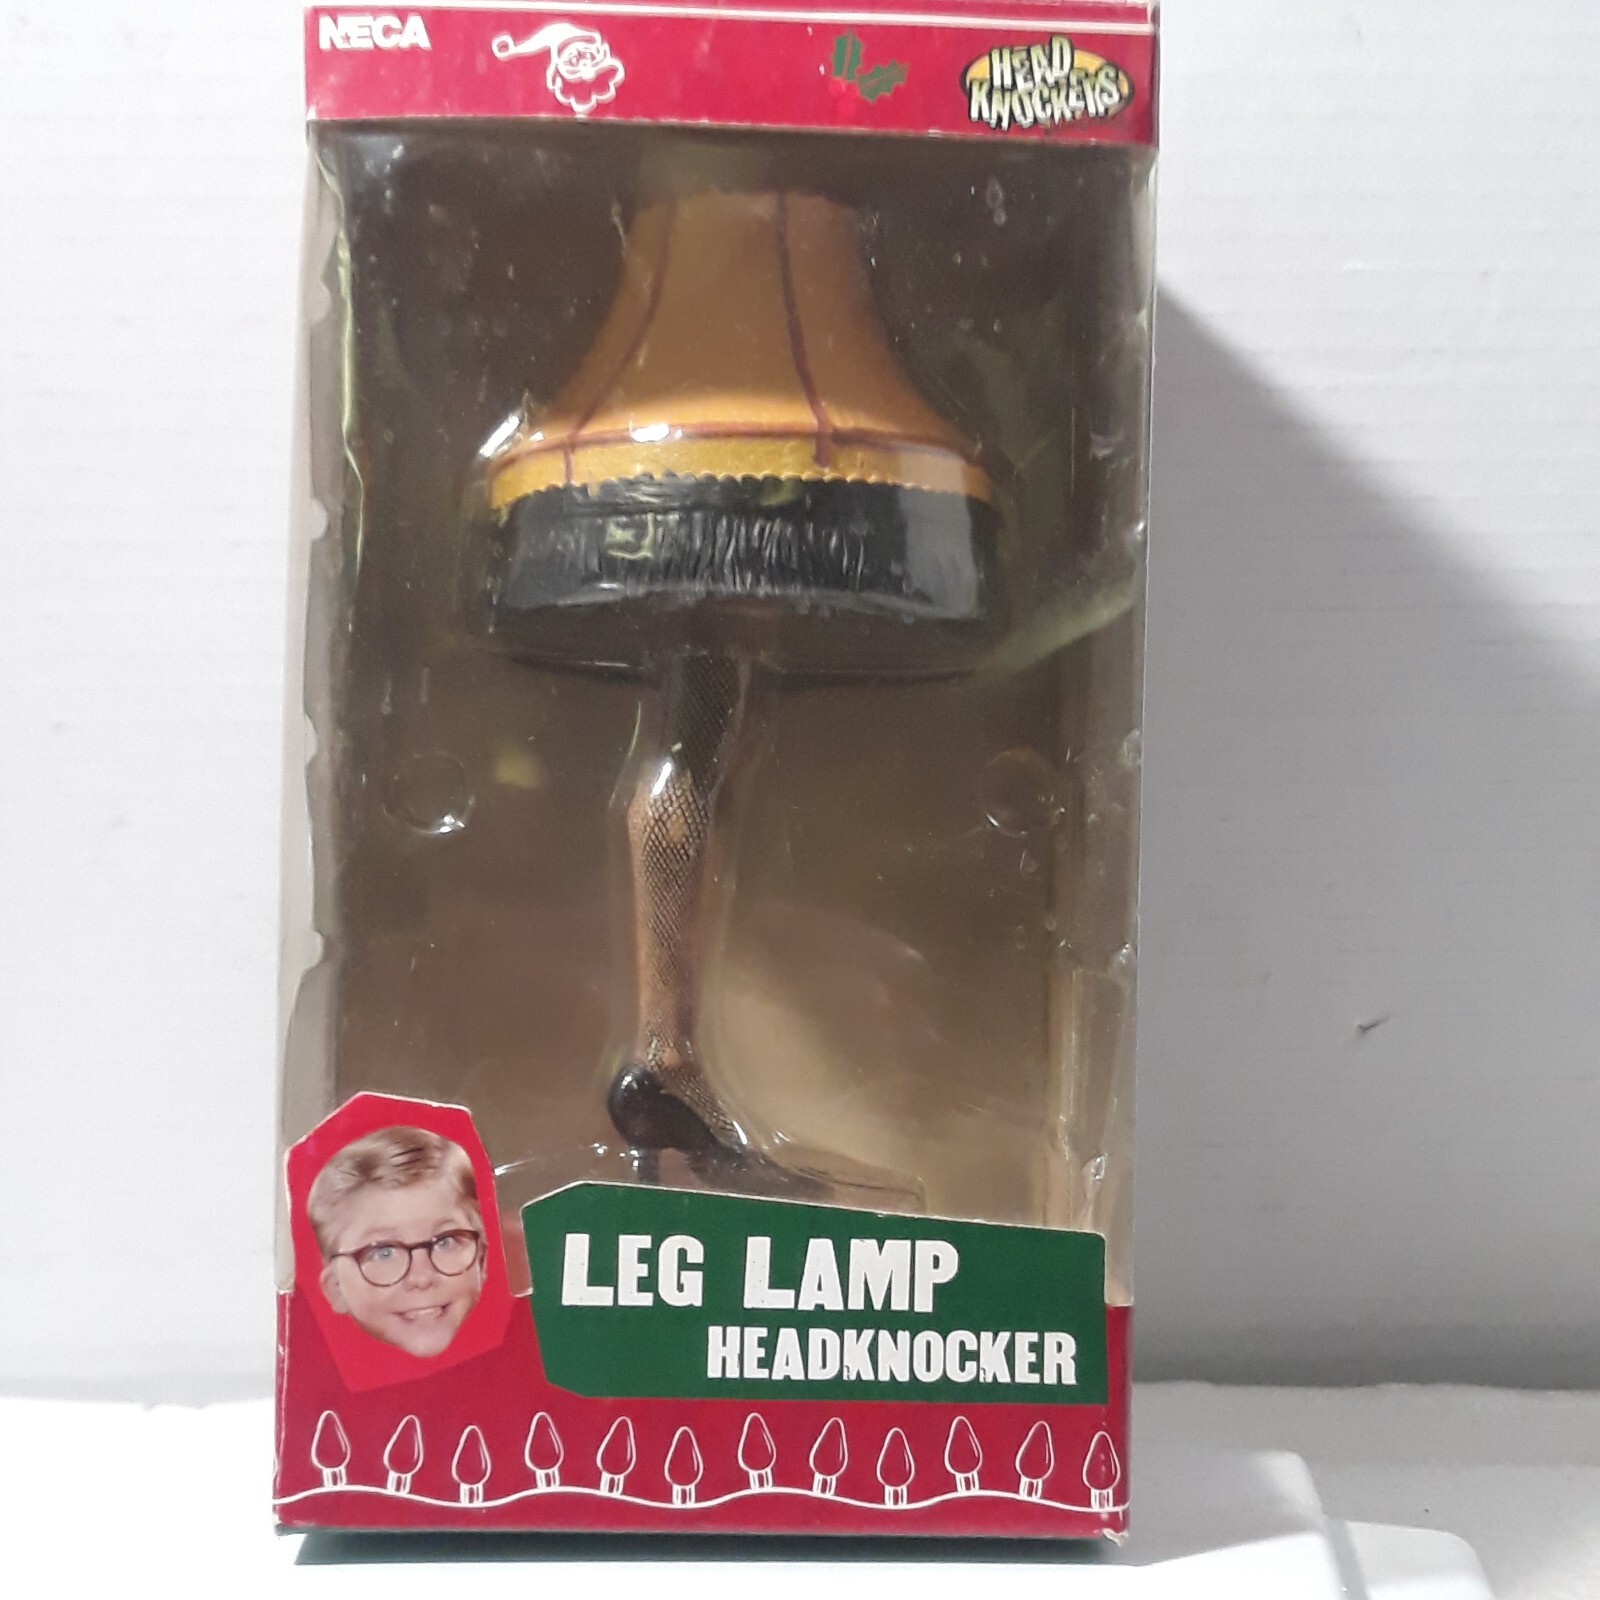 NECA
HEAD
KNOCKERS
LEG LAMP
HEADKNOCKER